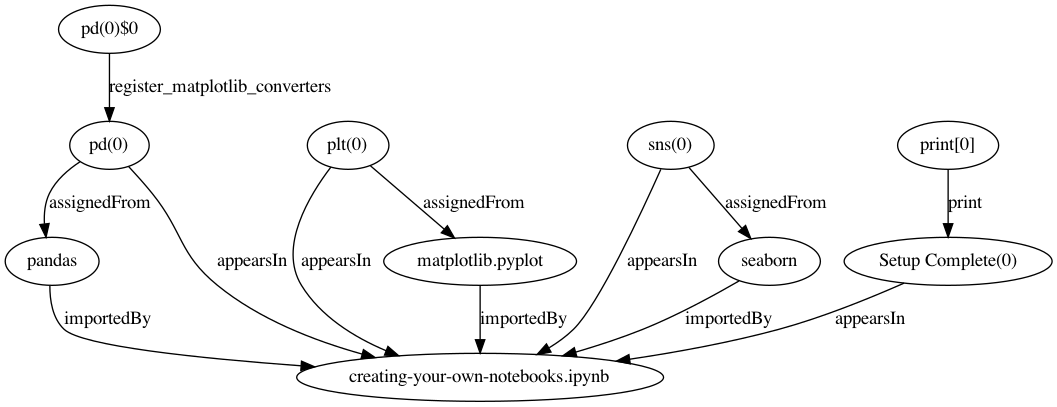 pd(0)$0
register_matplotlib_converters
pd(0)
plt(0)
sns(0)
print[0]
assignedFrom
assignedFrom
assignedFrom
print
pandas
appearsIn
appearsIn
matplotlib.pyplot
appearsIn
seaborn
Setup Complete(0)
importedBy
importedBy
importedBy
appearsIn
creating-your-own-notebooks.ipynb